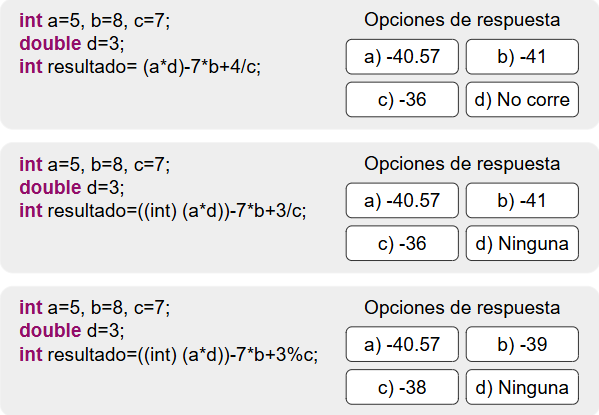 int a=5, b=8, c=7;
double d=3;
int resultado= (a*d)-7*b+4/c;
Opciones de respuesta
a) -40.57
b) -41
c) -36
d) No corre
int a=5, b=8, c=7;
double d=3;
int resultado=((int) (a*d))-7*b+3/c;
Opciones de respuesta
a) -40.57
b) -41
c) -36
d) Ninguna
int a=5, b=8, c=7;
double d=3;
int resultado=((int) (a*d))-7*b+3%c;
Opciones de respuesta
a) -40.57
b) -39
c) -38
d) Ninguna